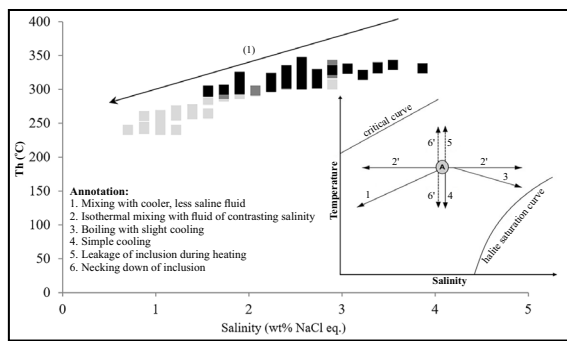 400
350
300
250
200
150
100
50
0
Th (°C)
0
1
2
3
4
5
Salinity (wt% NaCl eq.)
(1)
Annotation:
1. Mixing with cooler, less saline fluid
2. Isothermal mixing with fluid of contrasting salinity
3. Boiling with slight cooling
4. Simple cooling
5. Leakage of inclusion during heating
6. Necking down of inclusion
critical curve
6' 5
2' A 2'
1 6' 4 3
halite saturation curve
Temperature
Salinity